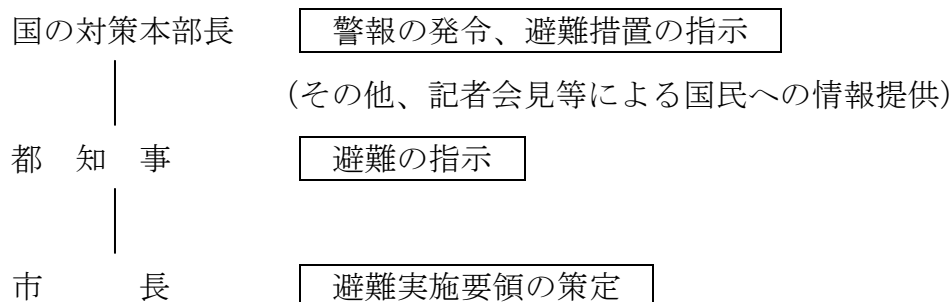 国の対策本部長 警報の発令、避難措置の指示
(その他、記者会見等による国民への情報提供)
都知事 避難の指示
市長 避難実施要領の策定